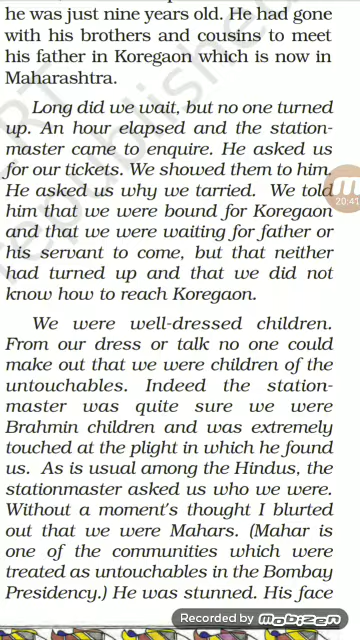 he was just nine years old. He had gone
with his brothers and cousins to meet
his father in Koregaon which is now in
Maharashtra.
Long did we wait, but no one turned
up. An hour elapsed and the station-
master came to enquire. He asked us
for our tickets. We showed them to him.
He asked us why we tarried. We told
him that we were bound for Koregaon
and that we were waiting for father or
his servant to come, but that neither
had turned up and that we did not
know how to reach Koregaon.
We were well-dressed children.
From our dress or talk no one could
make out that we were children of the
untouchables. Indeed the station-
master was quite sure we were
Brahmin children and was extremely
touched at the plight in which he found
us. As is usual among the Hindus, the
stationmaster asked us who we were.
Without a moment's thought I blurted
out that we were Mahars. (Mahar is
one of the communities which were
treated as untouchables in the Bombay
Presidency.) He was stunned. His face
20:41
Recorded by mobizen